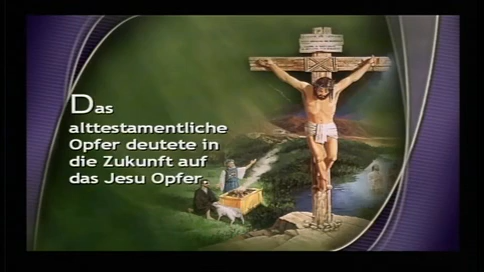 Das
alttestamentliche
Opfer deutete in
die Zukunft auf
das Jesu Opfer.